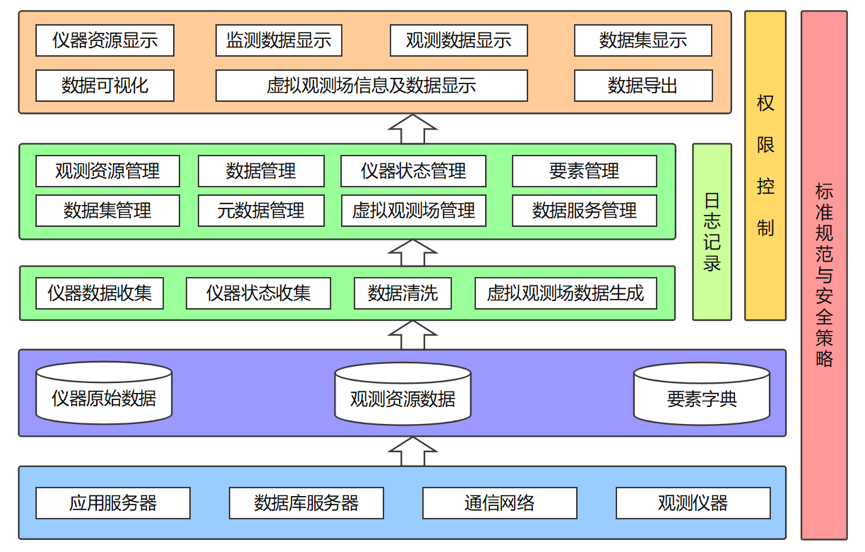 仪器资源显示
监测数据显示
观测数据显示
数据集显示
数据可视化
虚拟观测场信息及数据显示
数据导出
观测资源管理
数据管理
仪器状态管理
要素管理
数据集管理
元数据管理
虚拟观测场管理
数据服务管理
仪器数据收集
仪器状态收集
数据清洗
虚拟观测场数据生成
日志记录
权限控制
标准规范与安全策略
仪器原始数据
观测资源数据
要素字典
应用服务器
数据库服务器
通信网络
观测仪器